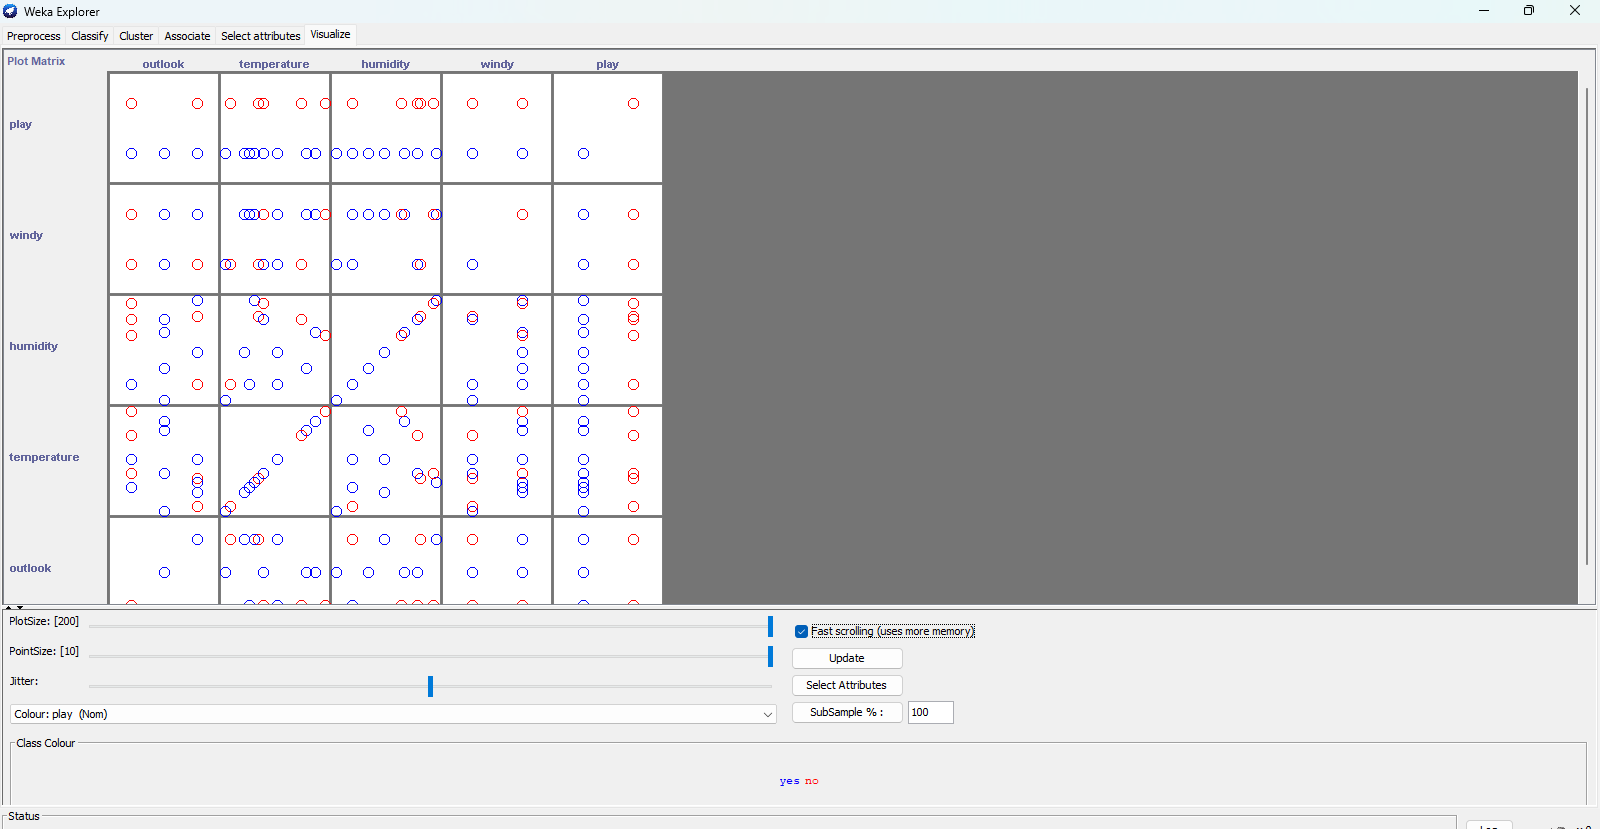 Weka Explorer
Preprocess Classify Cluster Associate Select attributes Visualize
Plot Matrix
outlook temperature humidity windy play
play
windy
humidity
temperature
outlook
PlotSize: [200]
Fast scrolling (uses more memory)
PointSize: [10]
Update
Jitter:
Select Attributes
Colour: play (Nom)
SubSample % : 100
Class Colour
yes no
Status